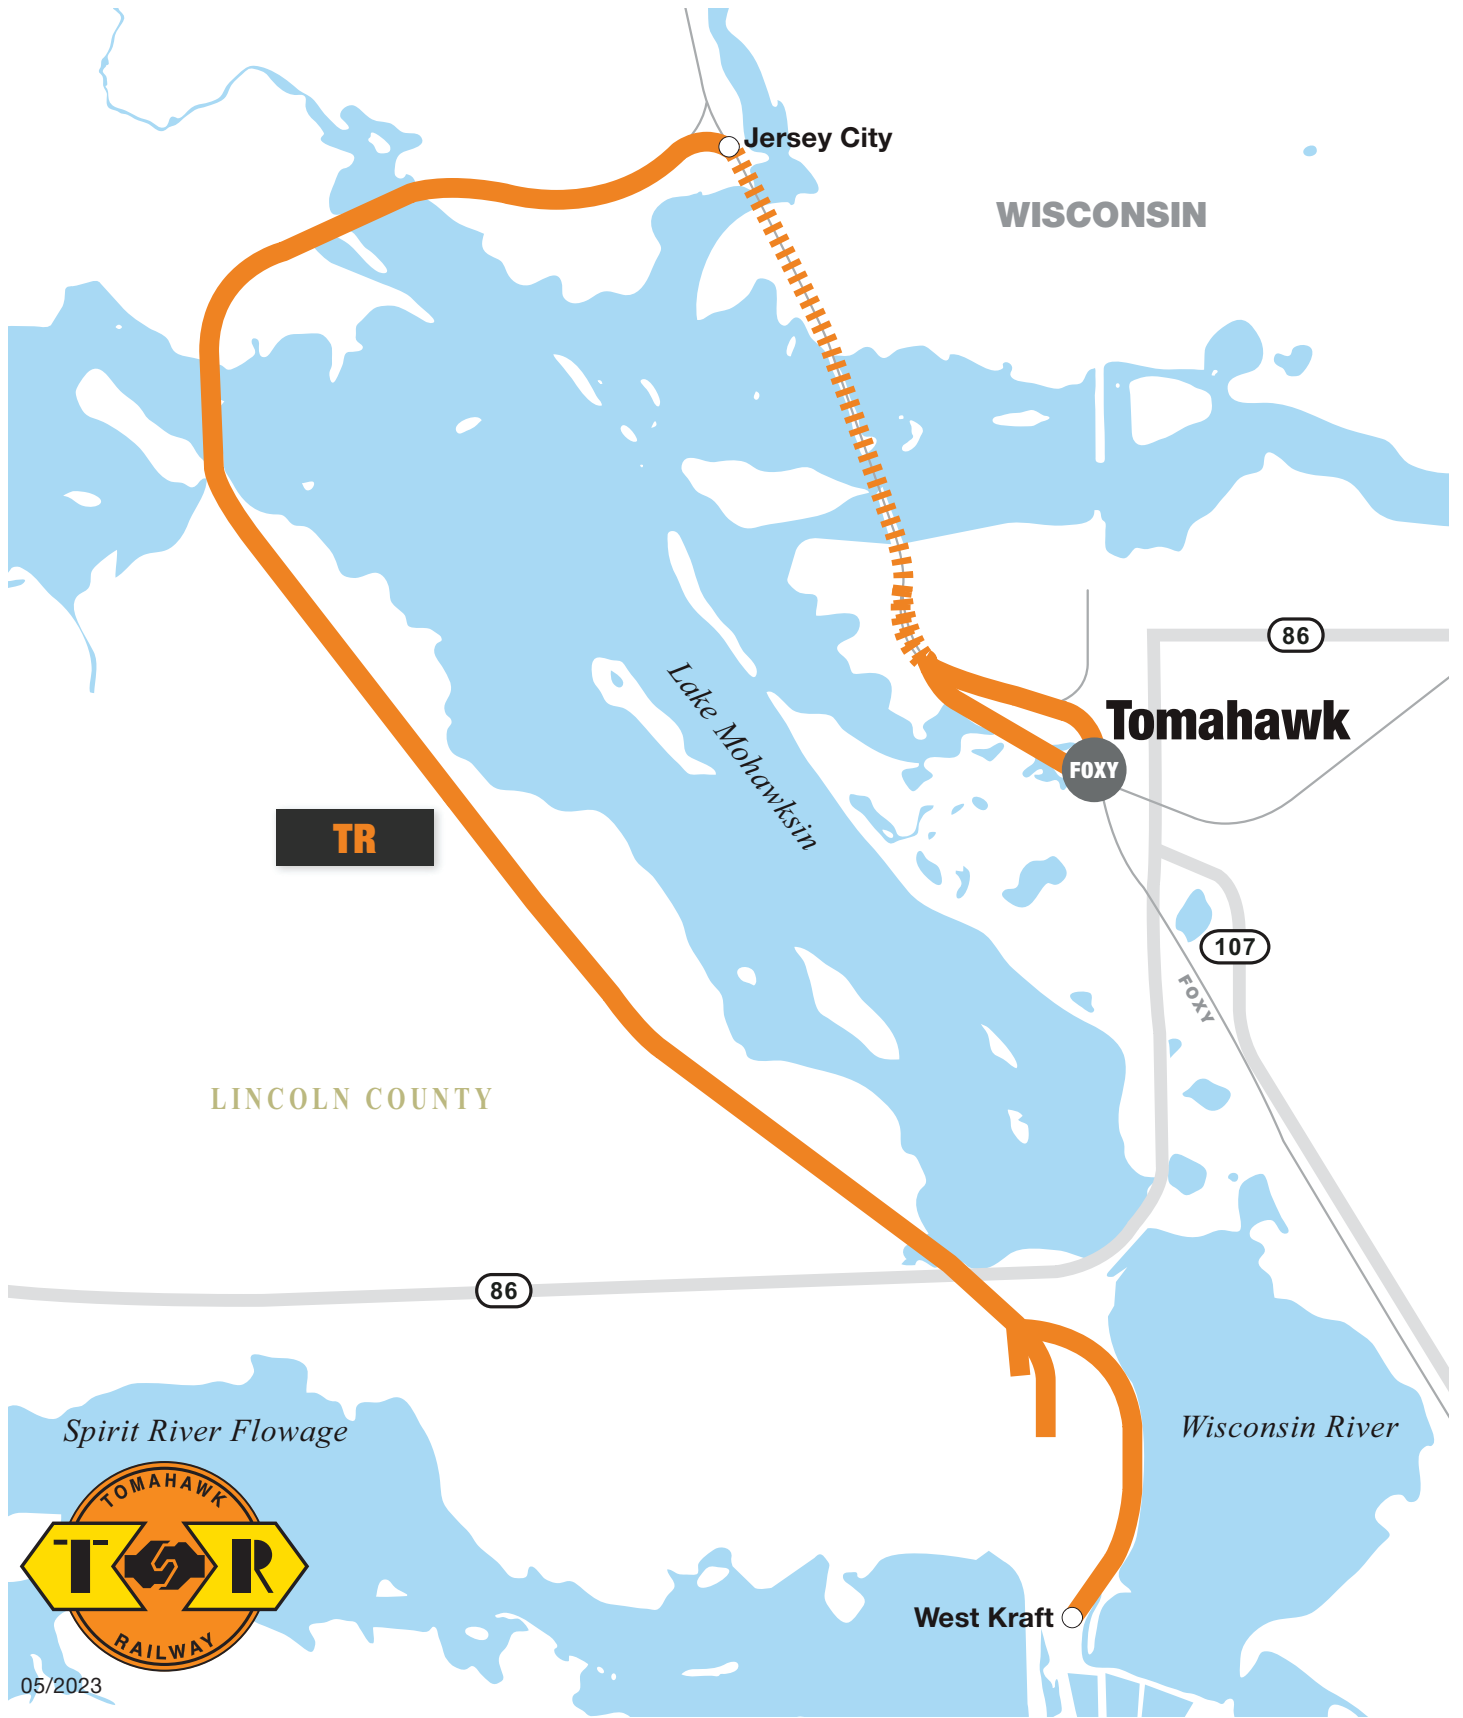 Jersey City
WISCONSIN
86
Tomahawk
FOXY
Lake Mohawksin
TR
107
FOXY
LINCOLN COUNTY
86
Spirit River Flowage
Wisconsin River
TOMAHAWK
T R
RAILWAY
West Kraft
05/2023